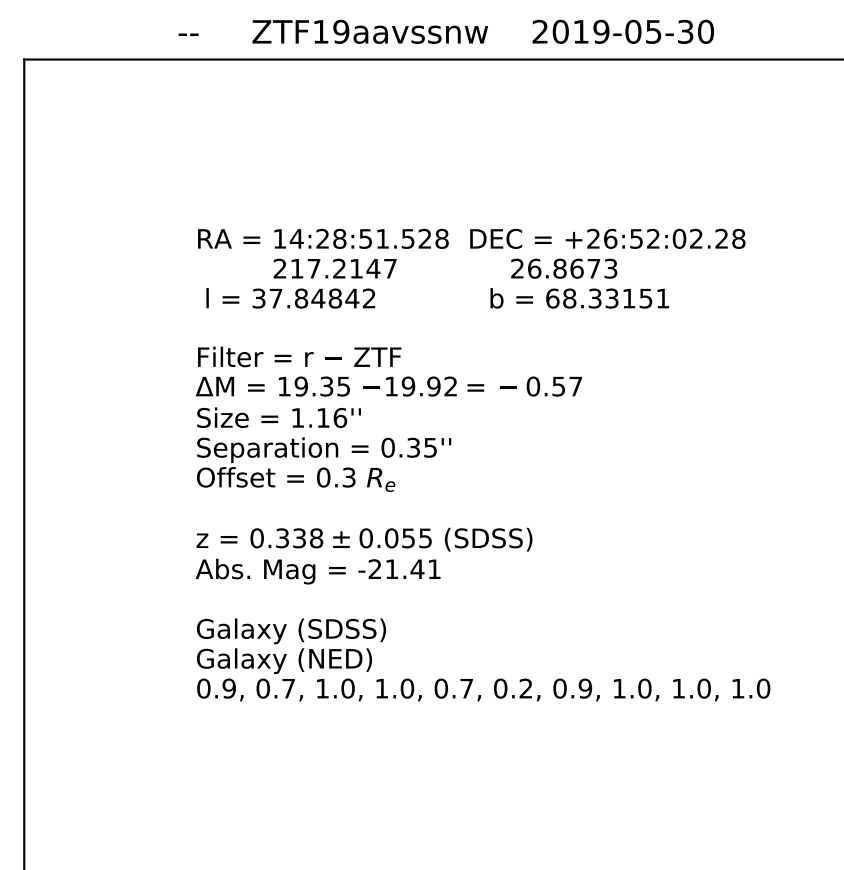 -- ZTF19aavssnw 2019-05-30
RA = 14:28:51.528 DEC = +26:52:02.28
217.2147 26.8673
l = 37.84842 b = 68.33151
Filter = r − ZTF
ΔM = 19.35 −19.92 = − 0.57
Size = 1.16''
Separation = 0.35''
Offset = 0.3 Re
z = 0.338 ± 0.055 (SDSS)
Abs. Mag = -21.41
Galaxy (SDSS)
Galaxy (NED)
0.9, 0.7, 1.0, 1.0, 0.7, 0.2, 0.9, 1.0, 1.0, 1.0